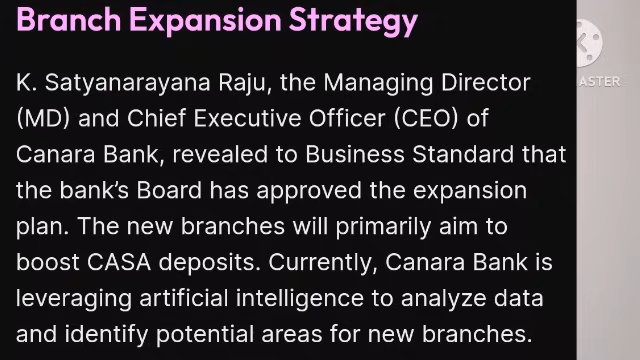 Branch Expansion Strategy
K. Satyanarayana Raju, the Managing Director
(MD) and Chief Executive Officer (CEO) of
Canara Bank, revealed to Business Standard that
the bank's Board has approved the expansion
plan. The new branches will primarily aim to
boost CASA deposits. Currently, Canara Bank is
leveraging artificial intelligence to analyze data
and identify potential areas for new branches.
ASTER